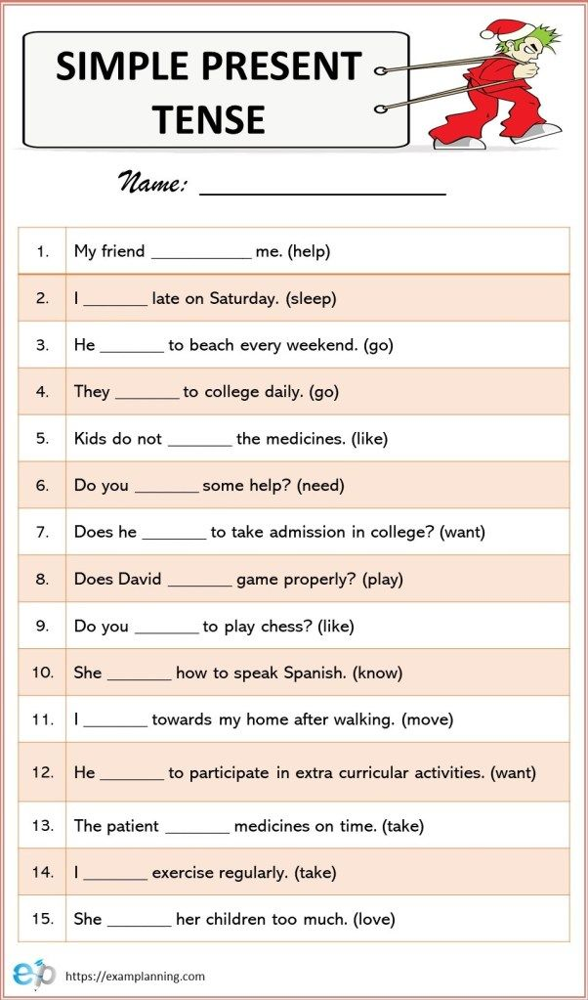 SIMPLE PRESENT
TENSE
Name: ____________________
1. My friend ___________ me. (help)
2. I _______ late on Saturday. (sleep)
3. He _______ to beach every weekend. (go)
4. They _______ to college daily. (go)
5. Kids do not _______ the medicines. (like)
6. Do you _______ some help? (need)
7. Does he _______ to take admission in college? (want)
8. Does David _______ game properly? (play)
9. Do you _______ to play chess? (like)
10. She _______ how to speak Spanish. (know)
11. I _______ towards my home after walking. (move)
12. He _______ to participate in extra curricular activities. (want)
13. The patient _______ medicines on time. (take)
14. I _______ exercise regularly. (take)
15. She _______ her children too much. (love)
ep https://examplanning.com